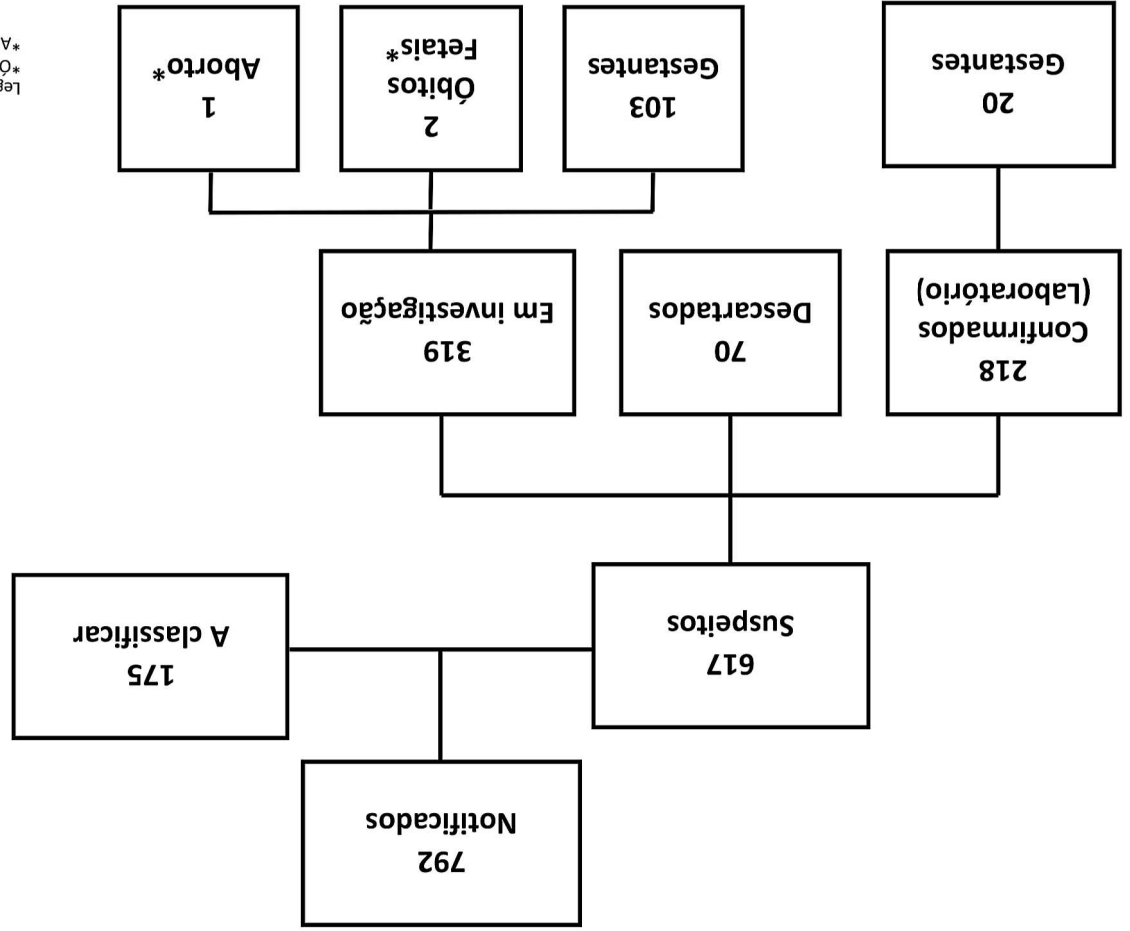 792
Notificados
617
Suspeitos
175
A classificar
218
Confirmados
(Laboratório)
70
Descartados
319
Em investigação
20
Gestantes
103
Gestantes
2
Óbitos
Fetais*
1
Aborto*
Leg
*Ó
*A